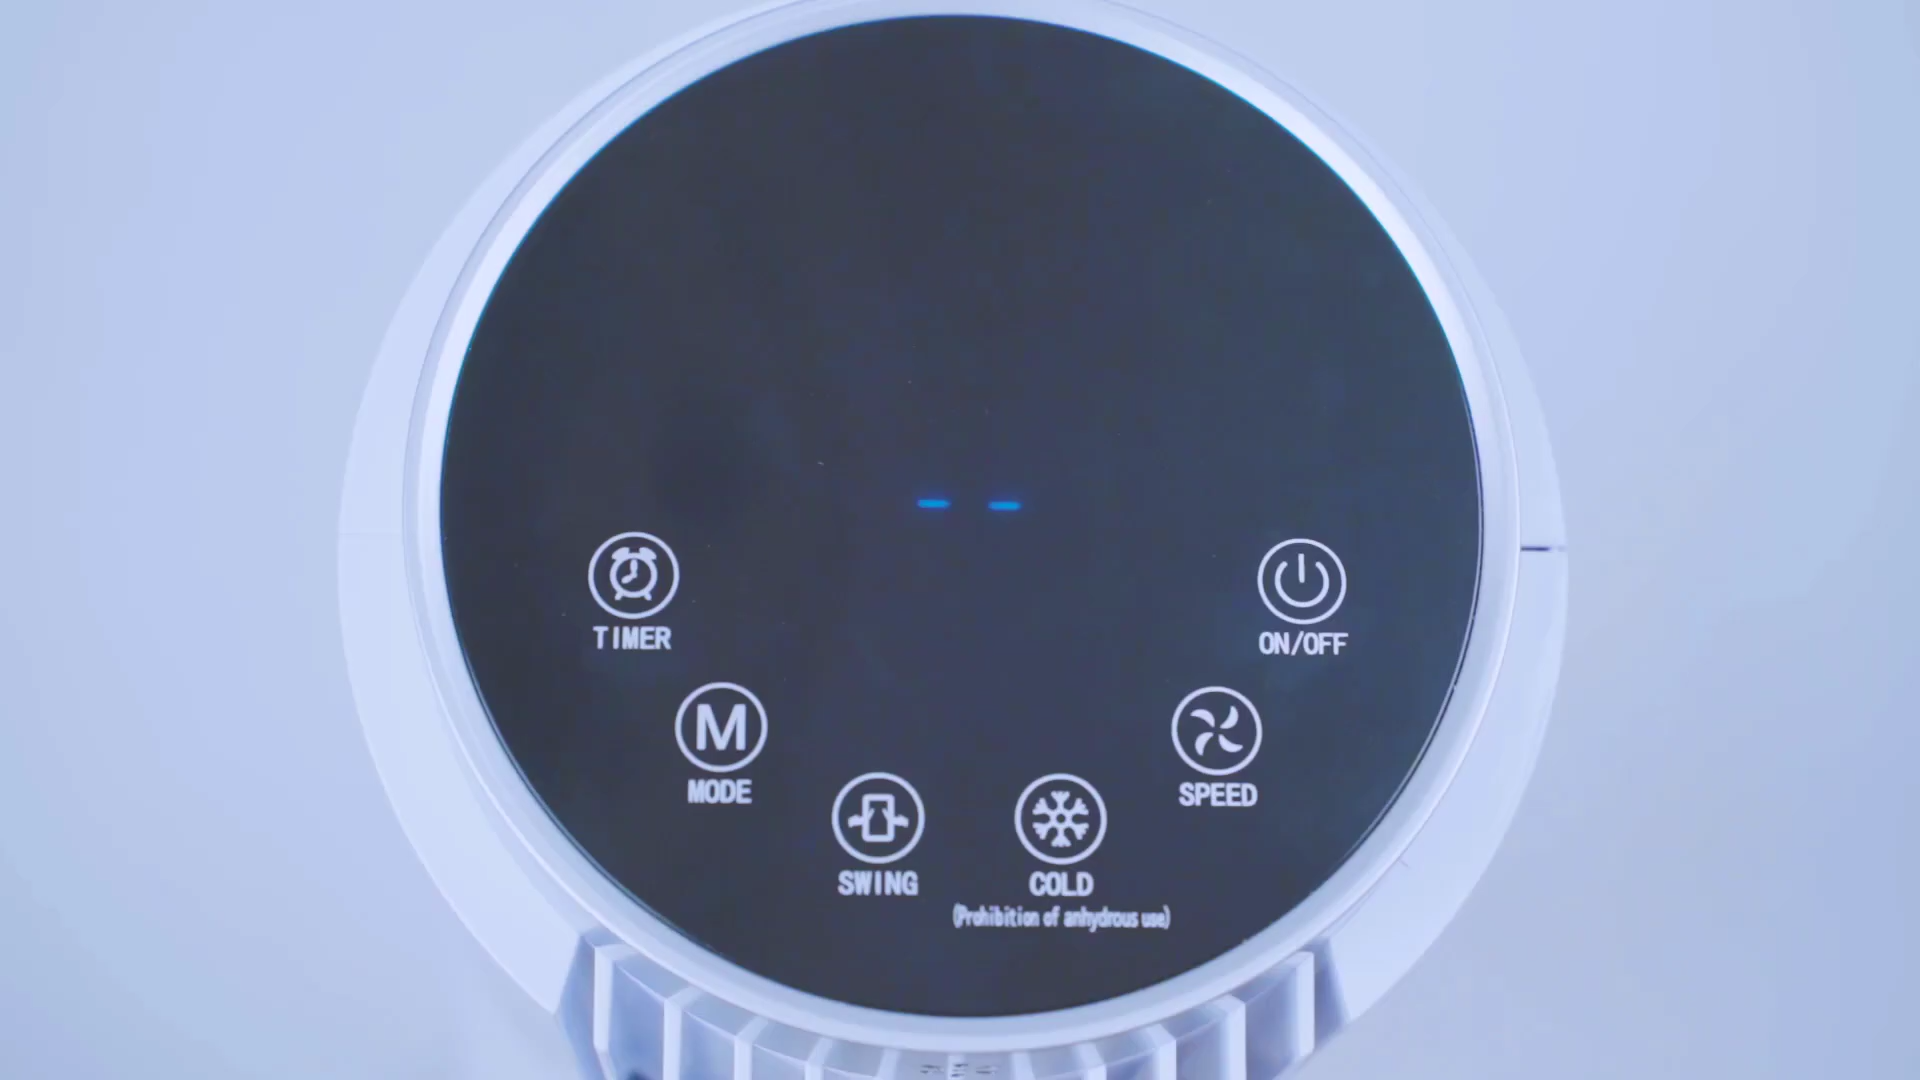 - -
TIMER
ON/OFF
M
MODE
SPEED
SWING
COLD
(Prohibition of anhydrous use)